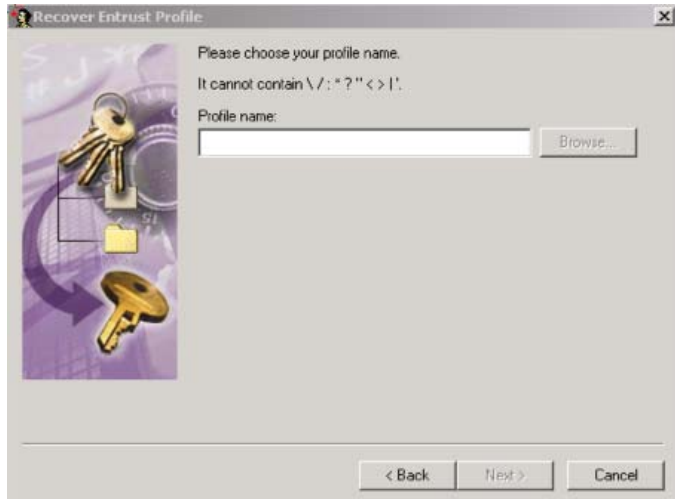 Recover Entrust Profile
Please choose your profile name.
It cannot contain \ / : * ? " < > | '.
Profile name:
Browse...
< Back
Next >
Cancel